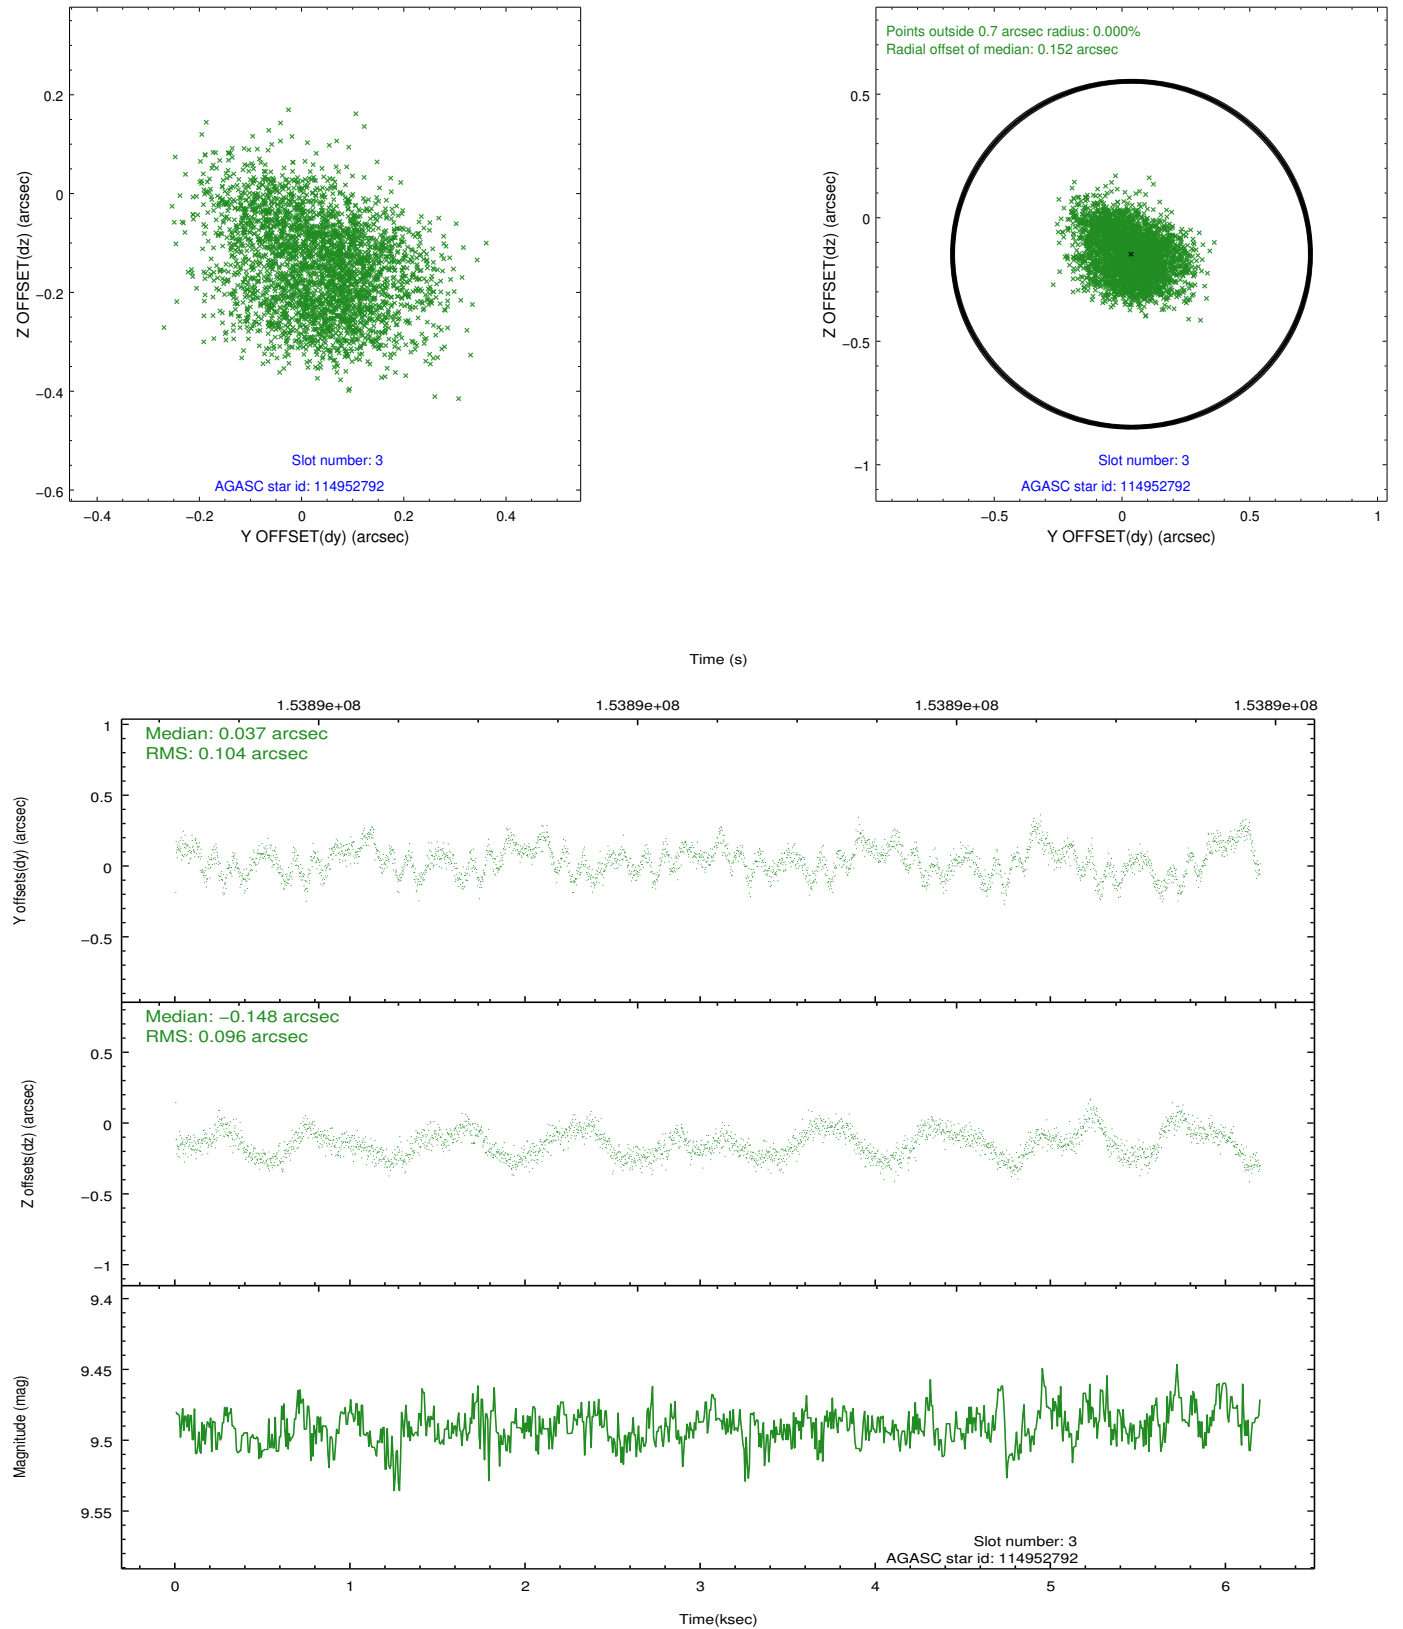 0.2
0
−0.2
−0.4
−0.6
Z OFFSET(dz) (arcsec)
Slot number: 3
AGASC star id: 114952792
−0.4
−0.2
0
0.2
0.4
Y OFFSET(dy) (arcsec)
Points outside 0.7 arcsec radius: 0.000%
Radial offset of median: 0.152 arcsec
0.5
0
−0.5
−1
Z OFFSET(dz) (arcsec)
Slot number: 3
AGASC star id: 114952792
−0.5
0
0.5
1
Y OFFSET(dy) (arcsec)
Time (s)
1.5389e+08
1.5389e+08
1.5389e+08
1.5389e+08
Median: 0.037 arcsec
RMS: 0.104 arcsec
1
0.5
0
−0.5
Y offsets(dy) (arcsec)
Median: −0.148 arcsec
RMS: 0.096 arcsec
0.5
0
−0.5
−1
Z offsets(dz) (arcsec)
9.4
9.45
9.5
9.55
Magnitude (mag)
Slot number: 3
AGASC star id: 114952792
0
1
2
3
4
5
6
Time(ksec)